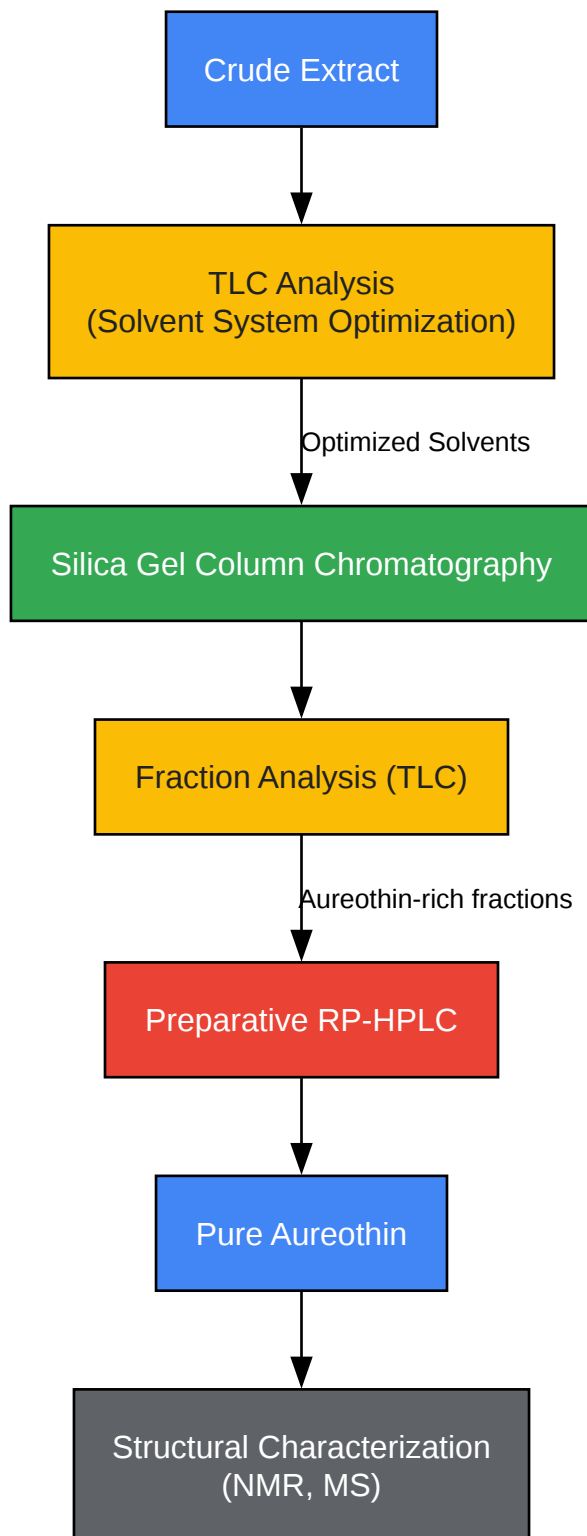 Crude Extract
TLC Analysis
(Solvent System Optimization)
Optimized Solvents
Silica Gel Column Chromatography
Fraction Analysis (TLC)
Aureothin-rich fractions
Preparative RP-HPLC
Pure Aureothin
Structural Characterization
(NMR, MS)